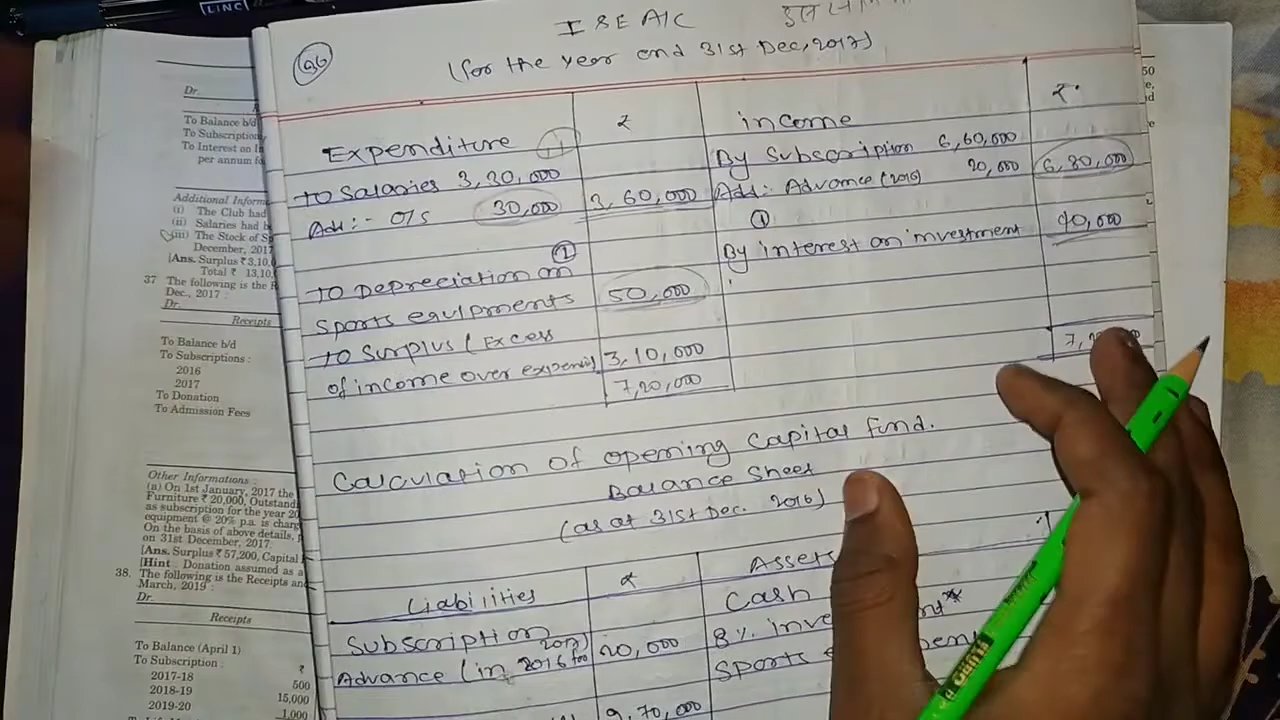 LINC
I & E A/C
(for the year end 31st Dec, 2017)
Expenditure ₹ income ₹
to Salaries 3,30,000
Add:- O/S 30,000 3,60,000
By Subscription 6,60,000
Add: Advance (2016) 20,000 6,80,000
By interest on investment 40,000
TO Depreciation on
Sports equipments 50,000
TO Surplus (Excess
of income over expenis) 3,10,000
7,20,000
Calculation of opening Capital fund.
Balance Sheet
(as at 31st Dec. 2016)
Liabilities ₹ Assets
Subscription Cash
Advance (in 2016 for 2017) 20,000 8%
Sports
9,70,000
Dr.
To Balance b/d
To Subscription
To Interest on
per annum
Additional Inform
(i) The Club had
(ii) Salaries had
(iii) The Stock of Sp
December, 2017
[Ans. Surplus ₹ 3,10,
Total ₹ 13,10,
37 The following is the R
Dec., 2017 :
Dr.
Receipts
To Balance b/d
To Subscriptions :
2016
2017
To Donation
To Admission Fees
Other Informations :
(a) On 1st January, 2017 the
Furniture ₹ 20,000, Outstandi
as subscription for the year 20
equipment @ 20% p.a. is charg
On the basis of above details, p
on 31st December, 2017.
[Ans. Surplus ₹ 57,200, Capital
[Hint : Donation assumed as a
38. The following is the Receipts an
March, 2019 :
Dr.
Receipts
To Balance (April 1) ₹
To Subscription :
2017-18 500
2018-19 15,000
2019-20 1,000